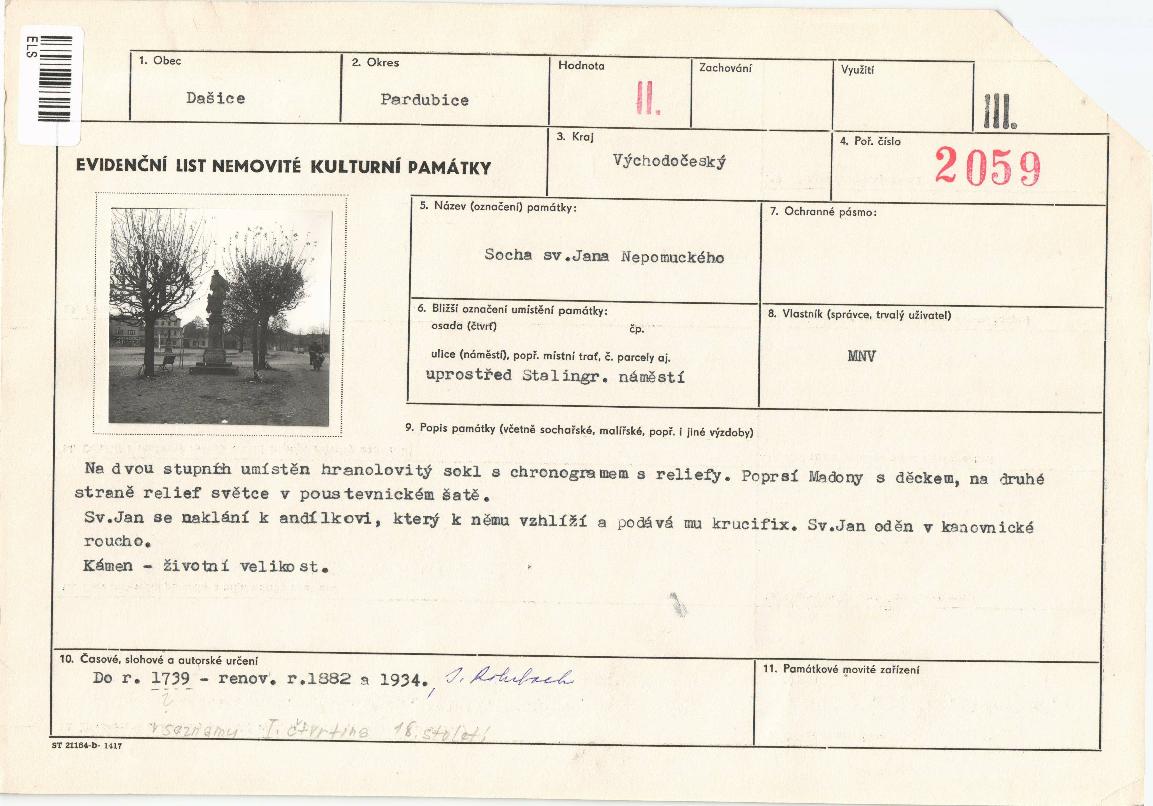 ELS
1. Obec
Dašice
2. Okres
Pardubice
Hodnota
II.
Zachování
Využití
III.
3. Kraj
Východočeský
4. Poř. číslo
2059
EVIDENČNÍ LIST NEMOVITÉ KULTURNÍ PAMÁTKY
5. Název (označení) památky:
Socha sv.Jana Nepomuckého
7. Ochranné pásmo:
6. Bližší označení umístění památky:
osada (čtvrť) čp.
ulice (náměstí), popř. místní trať, č. parcely aj.
uprostřed Stalingr. náměstí
8. Vlastník (správce, trvalý uživatel)
MNV
9. Popis památky (včetně sochařské, malířské, popř. i jiné výzdoby)
Na dvou stupních umístěn hranolovitý sokl s chronogramem s reliefy. Poprsí Madony s děckem, na druhé
straně relief světce v poustevnickém šatě.
Sv.Jan se naklání k andílkovi, který k němu vzhlíží a podává mu krucifix. Sv.Jan oděn v kanovnické
roucho.
Kámen - životní velikost.
10. Časové, slohové a autorské určení
Do r. 1739 - renov. r.1882 a 1934., J. Rohrbach
v seznamu I. čtvrtina 18. století
11. Památkové movité zařízení
ST 21164-b- 1417